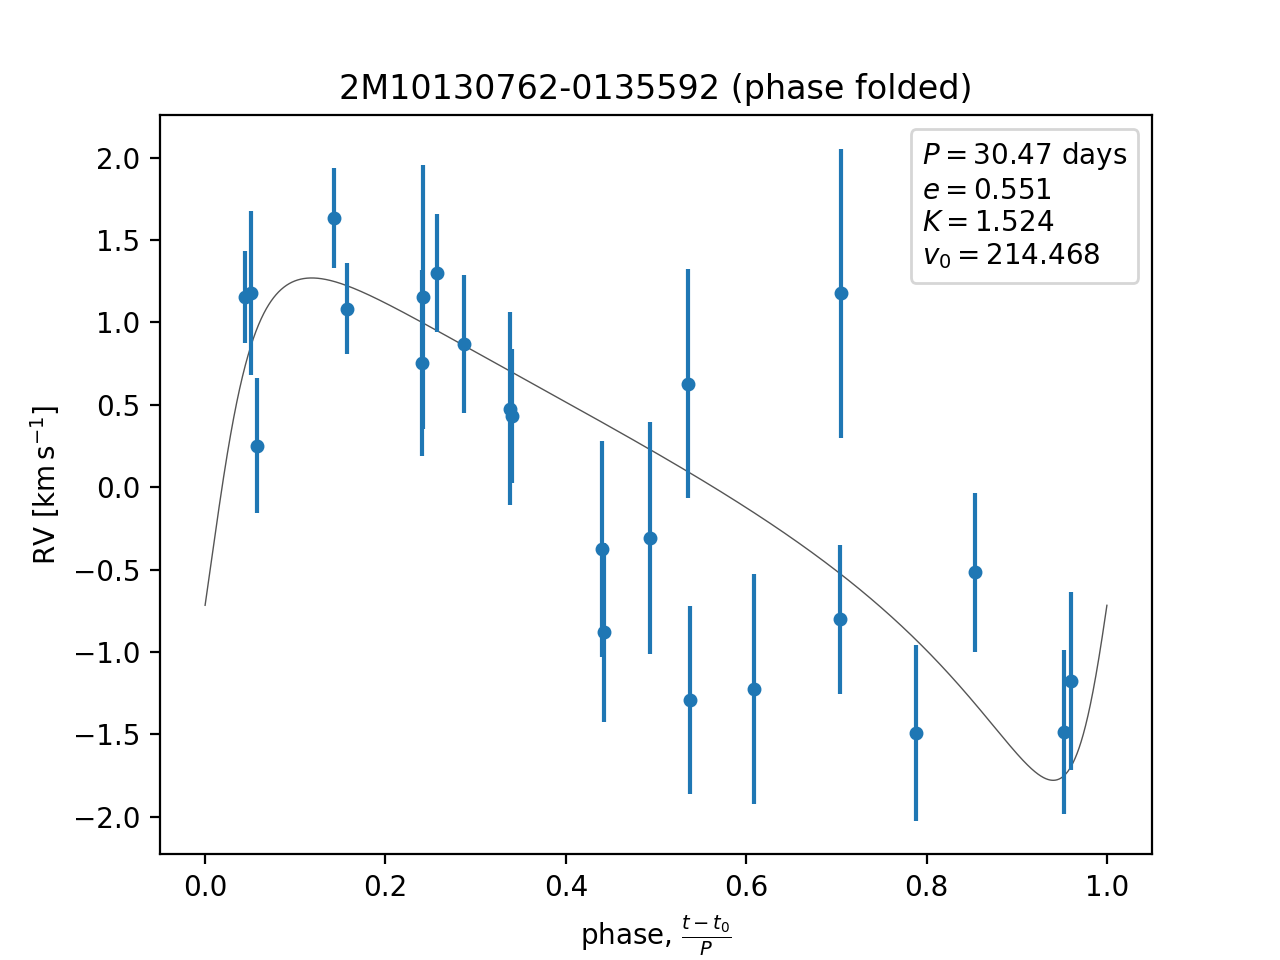 2M10130762-0135592 (phase folded)
P = 30.47 days
e = 0.551
K = 1.524
v₀ = 214.468
2.0
1.5
1.0
0.5
0.0
−0.5
−1.0
−1.5
−2.0
RV [km s⁻¹]
0.0 0.2 0.4 0.6 0.8 1.0
phase, (t − t₀)/P